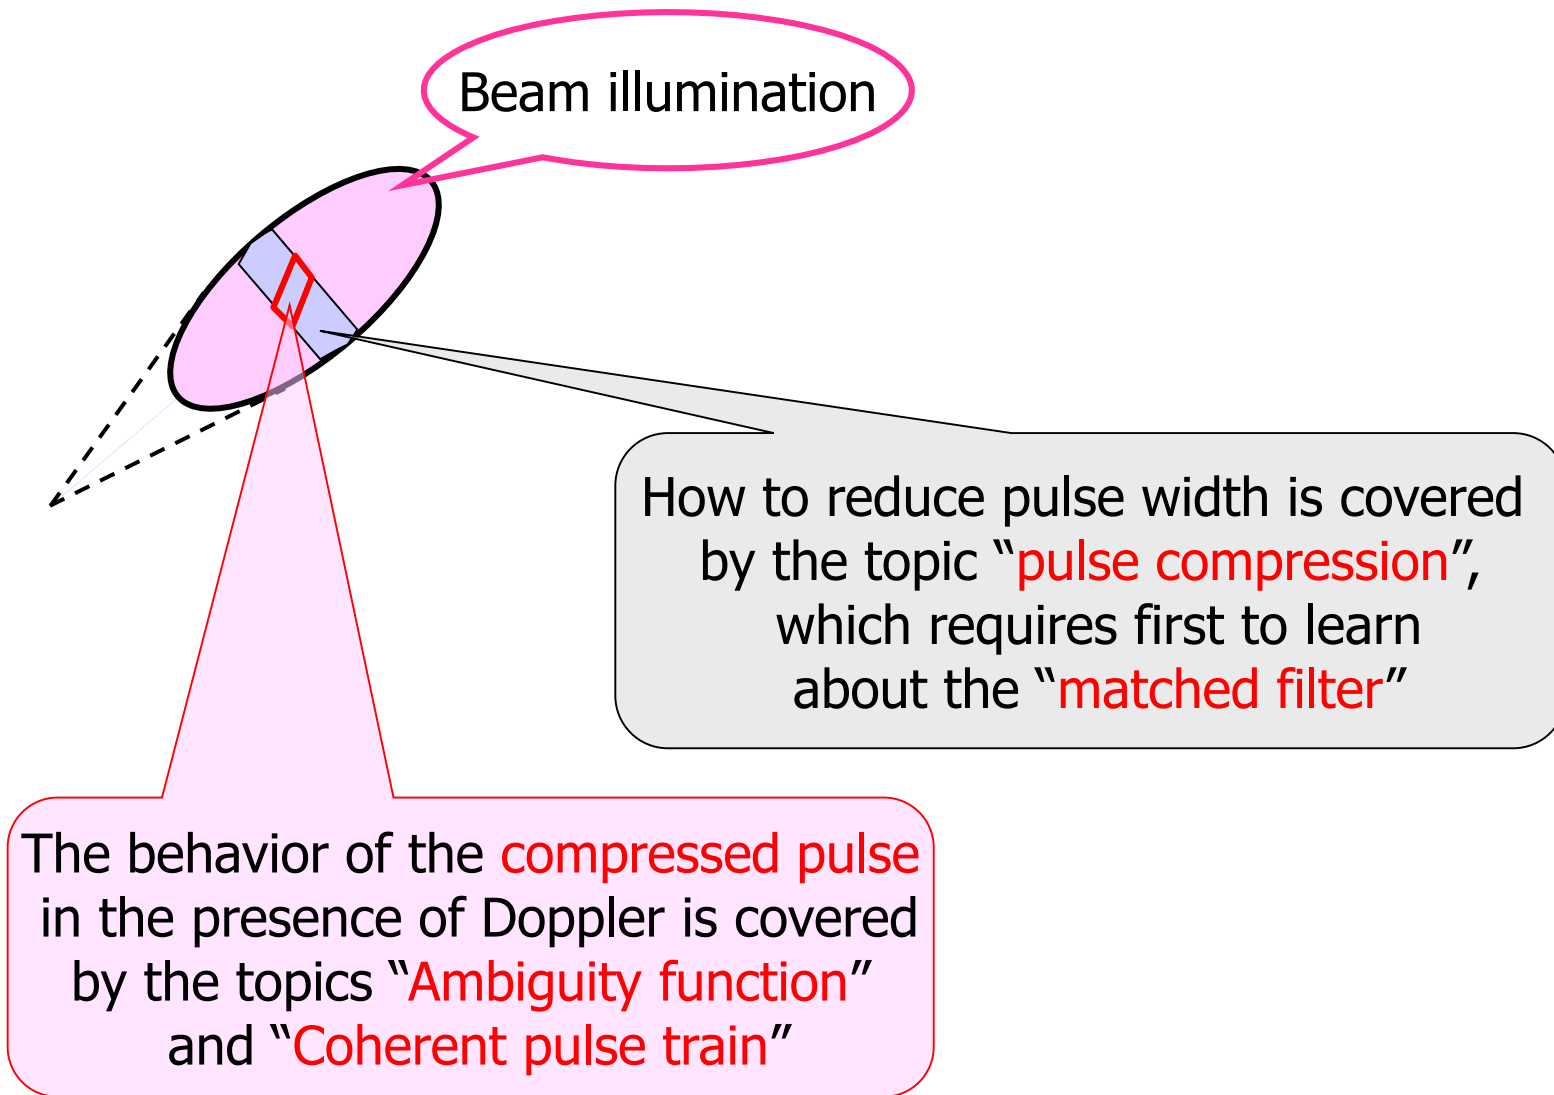 Beam illumination
How to reduce pulse width is covered
by the topic “pulse compression”,
which requires first to learn
about the “matched filter”
The behavior of the compressed pulse
in the presence of Doppler is covered
by the topics “Ambiguity function”
and “Coherent pulse train”